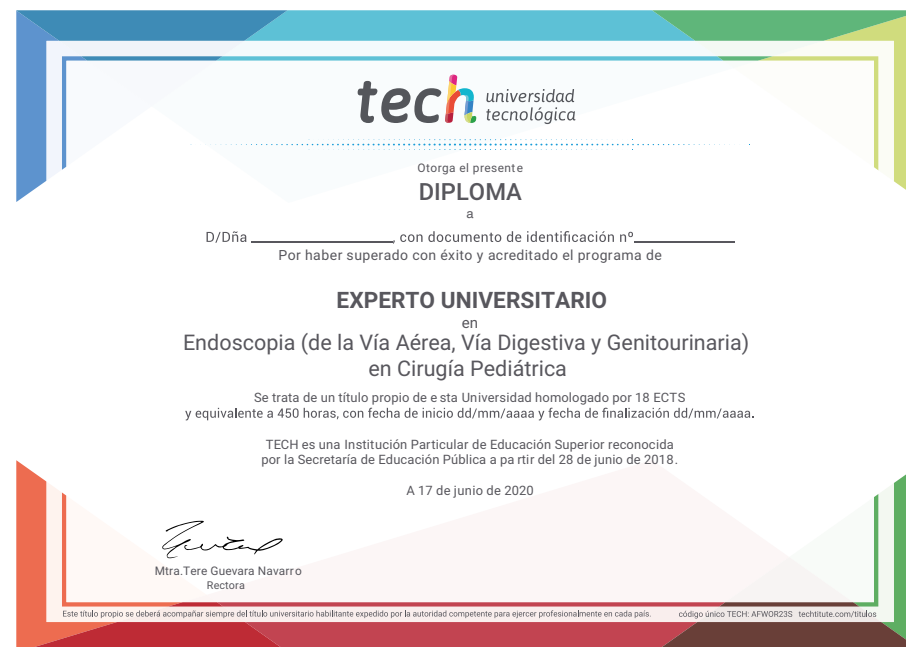 tech universidad
tecnológica
Otorga el presente
DIPLOMA
a
D/Dña ________________, con documento de identificación nº____________
Por haber superado con éxito y acreditado el programa de
EXPERTO UNIVERSITARIO
en
Endoscopia (de la Vía Aérea, Vía Digestiva y Genitourinaria)
en Cirugía Pediátrica
Se trata de un título propio de e sta Universidad homologado por 18 ECTS
y equivalente a 450 horas, con fecha de inicio dd/mm/aaaa y fecha de finalización dd/mm/aaaa.
TECH es una Institución Particular de Educación Superior reconocida
por la Secretaría de Educación Pública a pa rtir del 28 de junio de 2018.
A 17 de junio de 2020
Mtra.Tere Guevara Navarro
Rectora
Este título propio se deberá acompañar siempre del título universitario habilitante expedido por la autoridad competente para ejercer profesionalmente en cada país. código único TECH: AFWOR23S techtitute.com/titulos